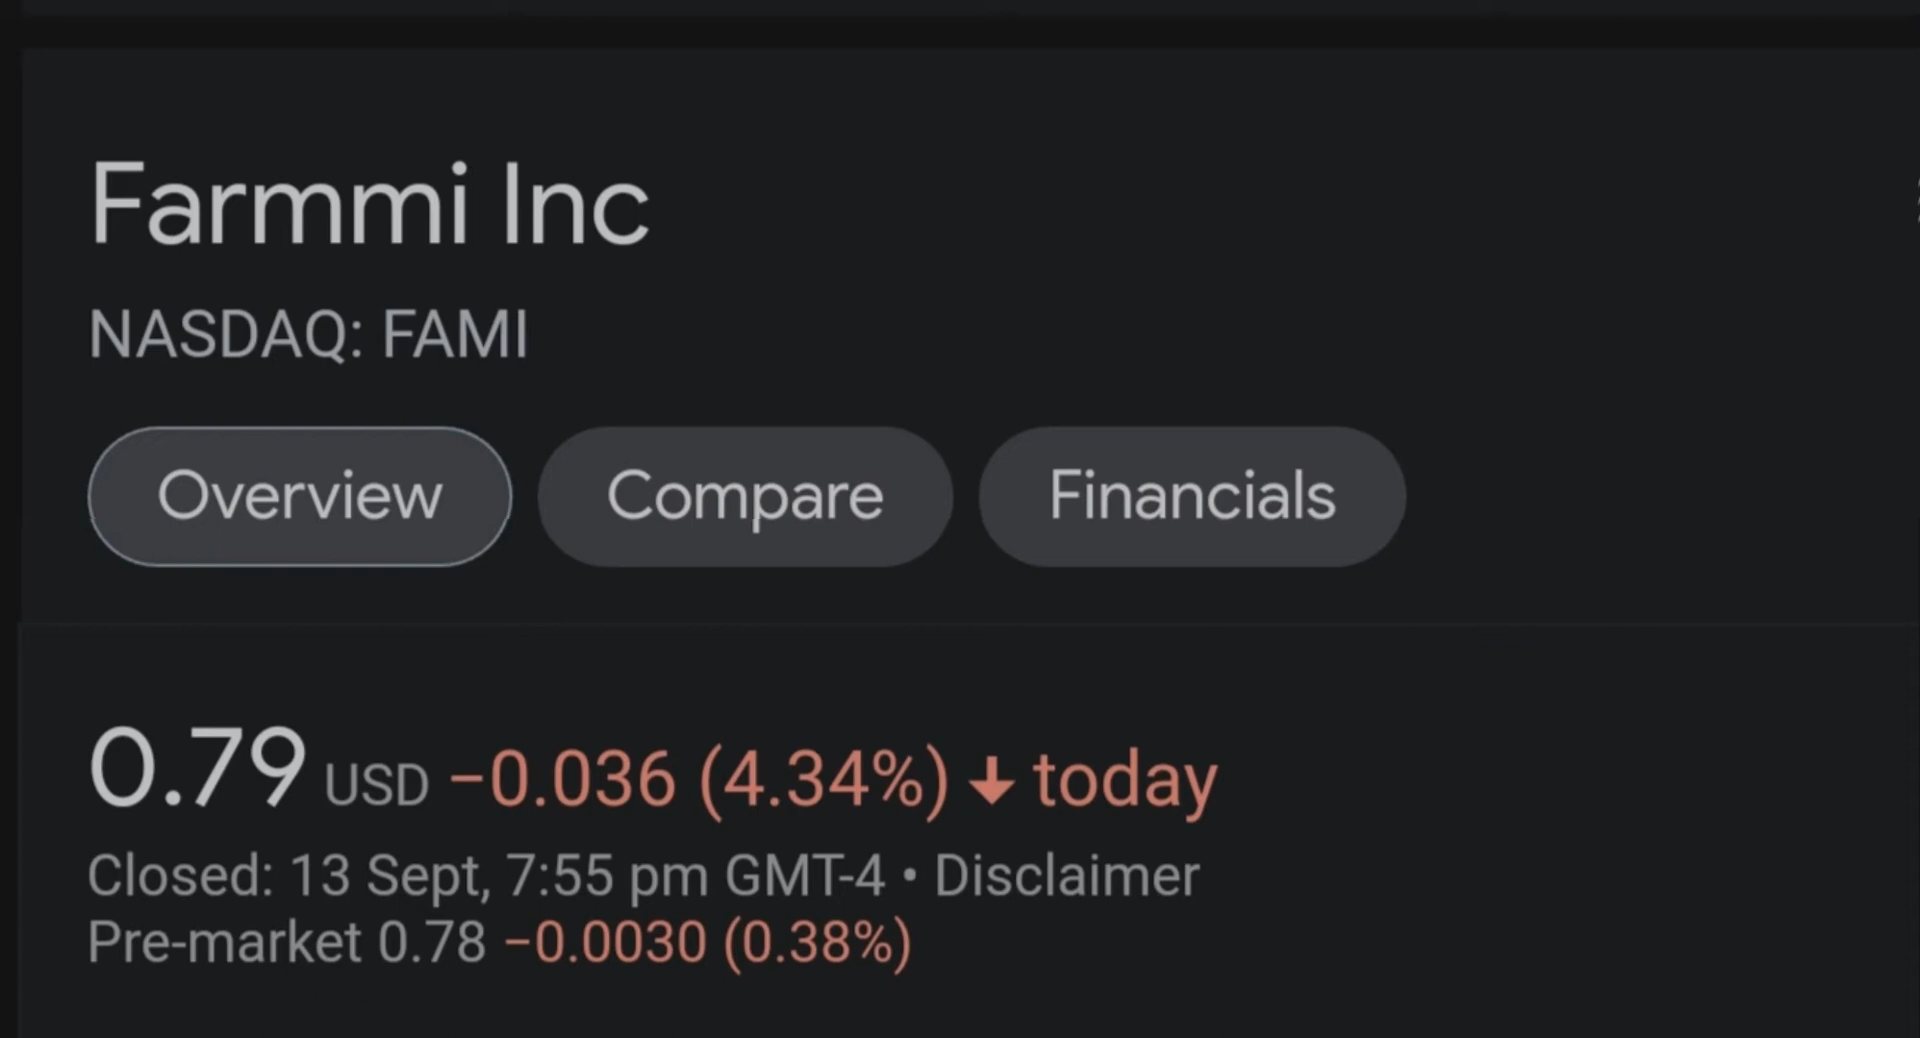 Farmmi Inc
NASDAQ: FAMI
Overview Compare Financials
0.79 USD −0.036 (4.34%) ↓ today
Closed: 13 Sept, 7:55 pm GMT-4 • Disclaimer
Pre-market 0.78 −0.0030 (0.38%)